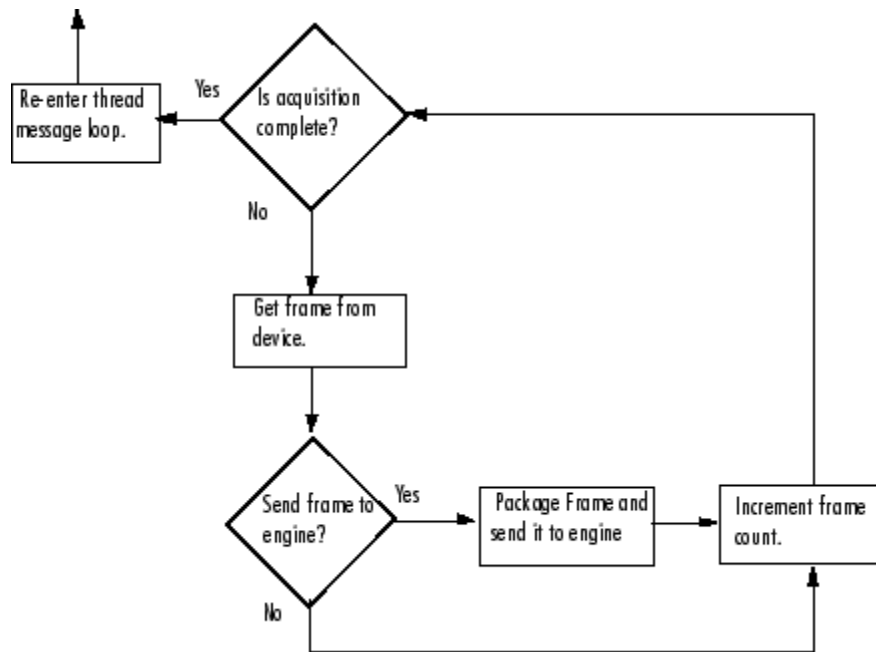 Yes
Is acquisition
complete?
Re-enter thread
message loop.
No
Get frame from
device.
Send frame to
engine?
Yes
Package Frame and
send it to engine
Increment frame
count.
No